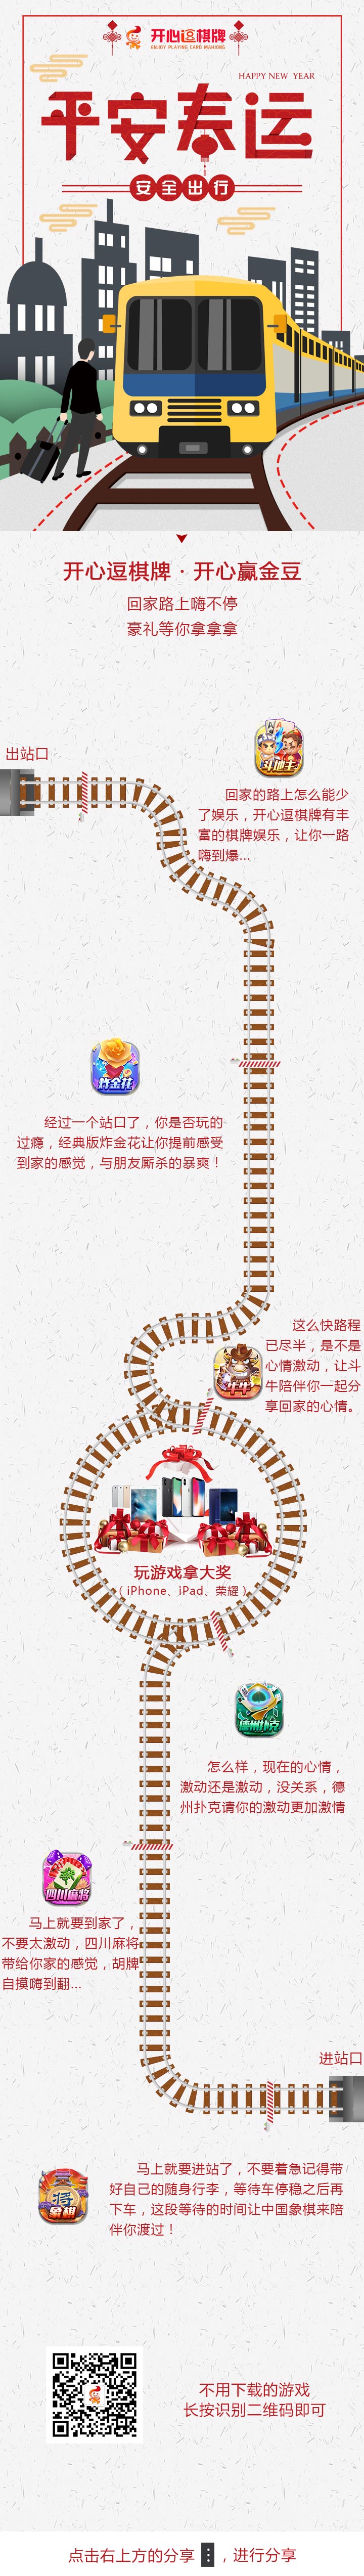 开心逗棋牌
ENJOY PLAYING CARD MAHJONG
HAPPY NEW YEAR
平安春运
安全出行
开心逗棋牌·开心赢金豆
回家路上嗨不停
豪礼等你拿拿拿
出站口
斗地主
回家的路上怎么能少
了娱乐，开心逗棋牌有丰
富的棋牌娱乐，让你一路
嗨到爆...
炸金花
经过一个站口了，你是否玩的
过瘾，经典版炸金花让你提前感受
到家的感觉，与朋友厮杀的暴爽！
这么快路程
已尽半，是不是
心情激动，让斗
牛陪伴你一起分
享回家的心情。
斗牛
玩游戏拿大奖
（iPhone、iPad、荣耀）
德州扑克
怎么样，现在的心情，
激动还是激动，没关系，德
州扑克请你的激动更加激情
四川麻将
马上就要到家了，
不要太激动，四川麻将
带给你家的感觉，胡牌
自摸嗨到翻...
进站口
将
象棋
马上就要进站了，不要着急记得带
好自己的随身行李，等待车停稳之后再
下车，这段等待的时间让中国象棋来陪
伴你渡过！
不用下载的游戏
长按识别二维码即可
点击右上方的分享，进行分享